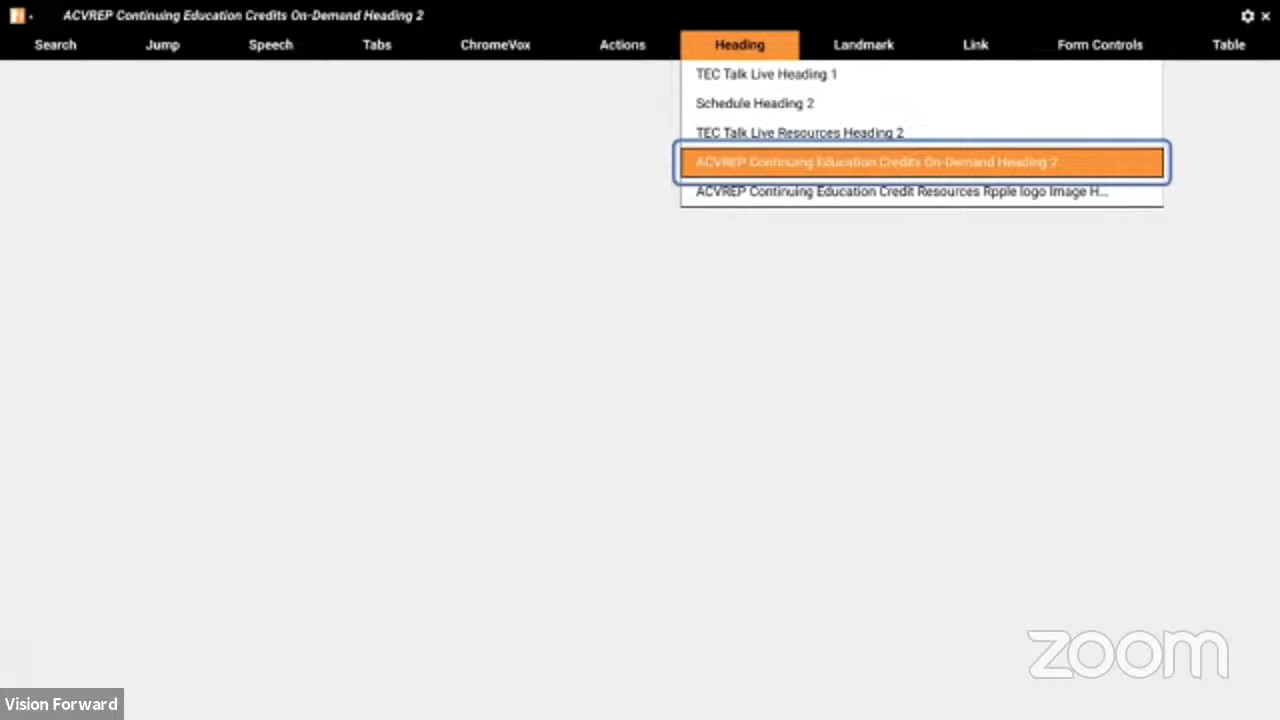 ACVREP Continuing Education Credits On-Demand Heading 2
Search Jump Speech Tabs ChromeVox Actions Heading Landmark Link Form Controls Table
TEC Talk Live Heading 1
Schedule Heading 2
TEC Talk Live Resources Heading 2
ACVREP Continuing Education Credits On-Demand Heading 2
ACVREP Continuing Education Credit Resources Rpple logo Image H...
zoom
Vision Forward